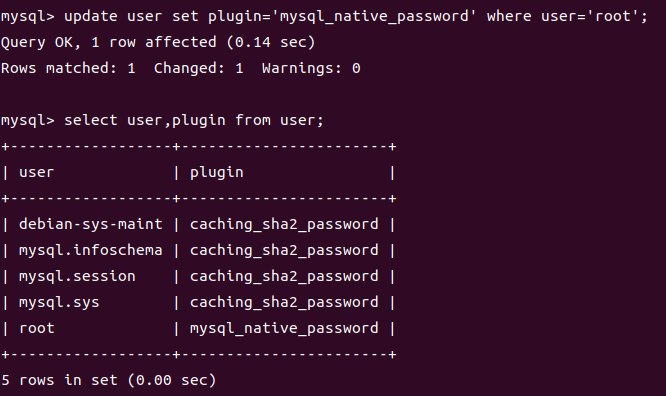 mysql> update user set plugin='mysql_native_password' where user='root';
Query OK, 1 row affected (0.14 sec)
Rows matched: 1  Changed: 1  Warnings: 0

mysql> select user,plugin from user;
+------------------+-----------------------+
| user             | plugin                |
+------------------+-----------------------+
| debian-sys-maint | caching_sha2_password |
| mysql.infoschema | caching_sha2_password |
| mysql.session    | caching_sha2_password |
| mysql.sys        | caching_sha2_password |
| root             | mysql_native_password |
+------------------+-----------------------+
5 rows in set (0.00 sec)